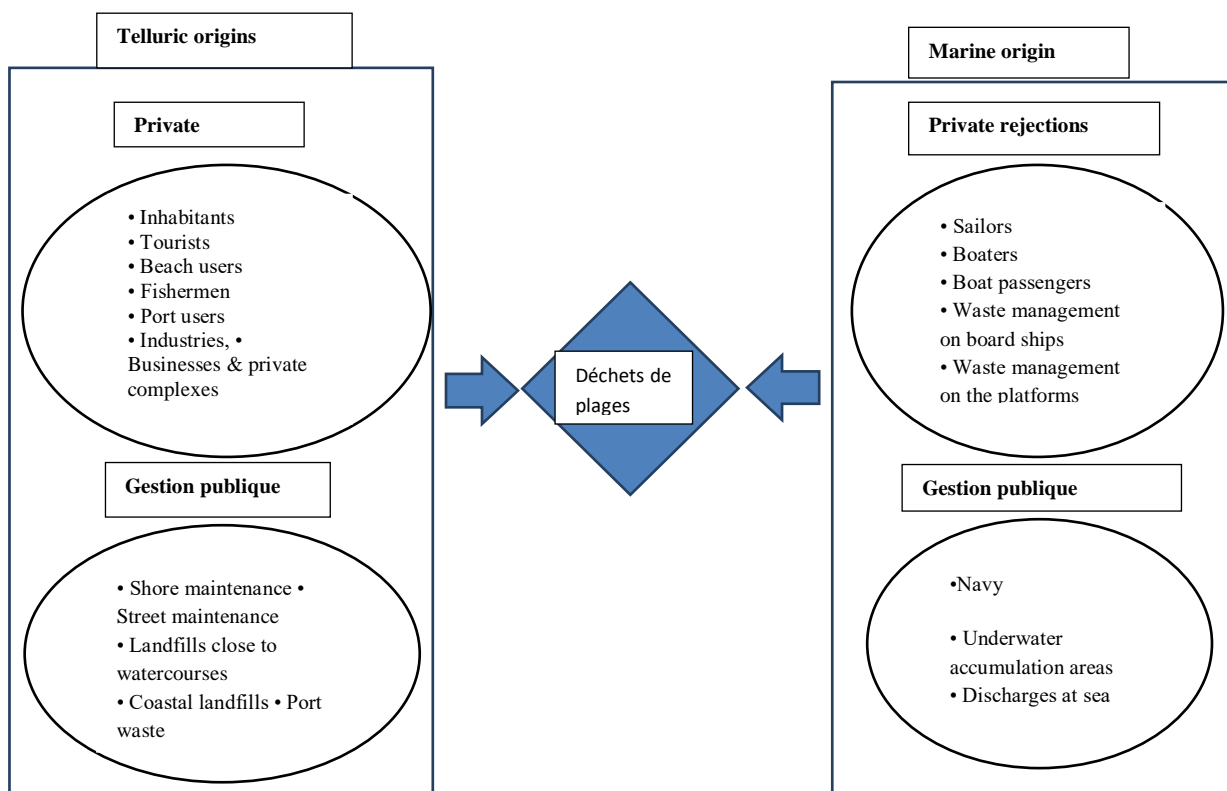 Telluric origins
Private
• Inhabitants
• Tourists
• Beach users
• Fishermen
• Port users
• Industries, •
Businesses & private
complexes
Gestion publique
• Shore maintenance •
Street maintenance
• Landfills close to
watercourses
• Coastal landfills • Port
waste
Déchets de
plages
Marine origin
Private rejections
• Sailors
• Boaters
• Boat passengers
• Waste management
on board ships
• Waste management
on the platforms
Gestion publique
•Navy
• Underwater
accumulation areas
• Discharges at sea